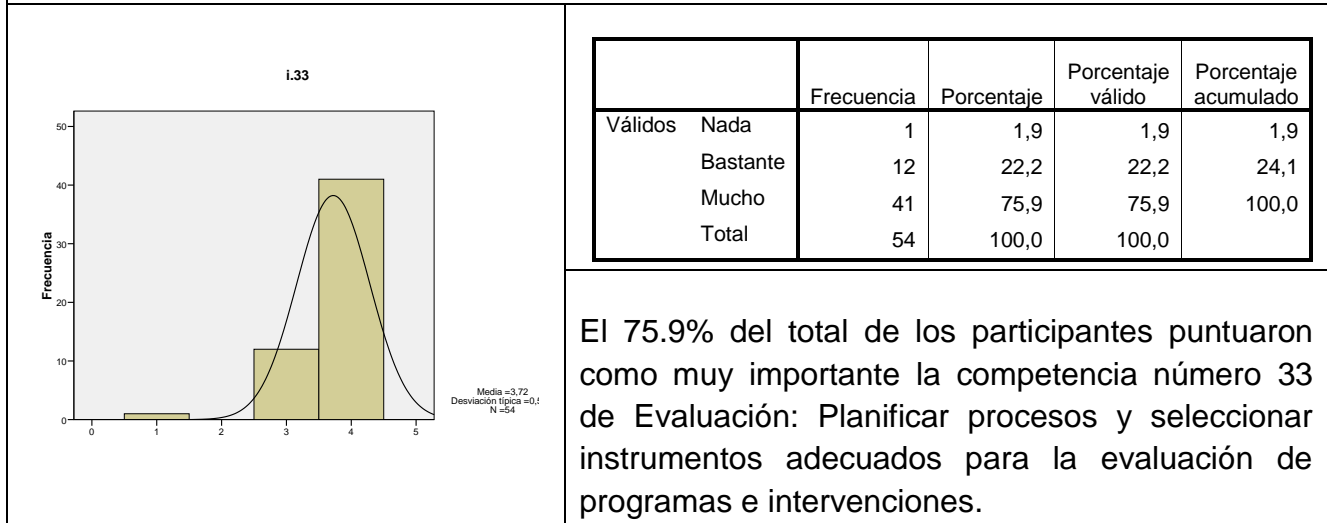 i.33
Frecuencia
50
40
30
20
10
0
0 1 2 3 4 5
Media =3,72
Desviación típica =0,5
N =54
Frecuencia Porcentaje Porcentaje válido Porcentaje acumulado
Válidos Nada 1 1,9 1,9 1,9
Bastante 12 22,2 22,2 24,1
Mucho 41 75,9 75,9 100,0
Total 54 100,0 100,0
El 75.9% del total de los participantes puntuaron
como muy importante la competencia número 33
de Evaluación: Planificar procesos y seleccionar
instrumentos adecuados para la evaluación de
programas e intervenciones.